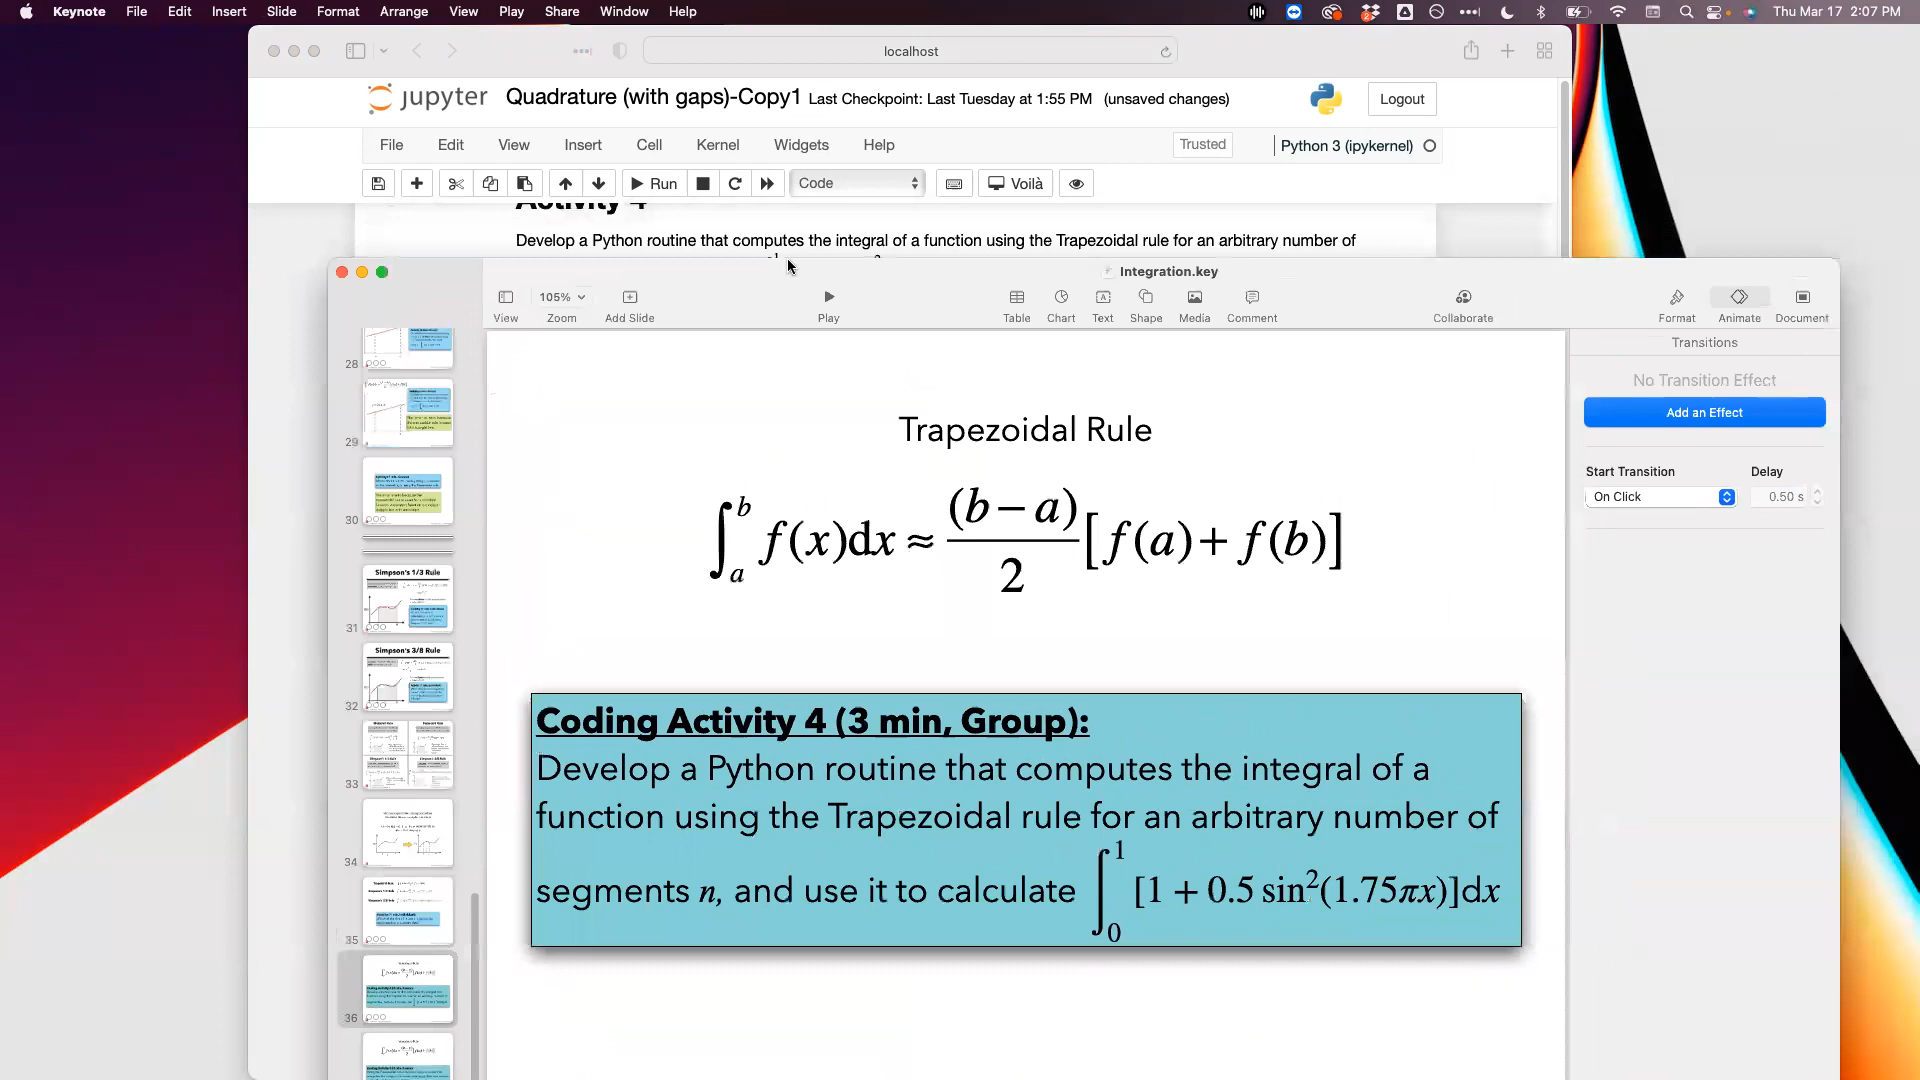 Keynote File Edit Insert Slide Format Arrange View Play Share Window Help Thu Mar 17 2:07 PM
localhost
jupyter Quadrature (with gaps)-Copy1 Last Checkpoint: Last Tuesday at 1:55 PM (unsaved changes) Logout
File Edit View Insert Cell Kernel Widgets Help Trusted Python 3 (ipykernel)
Run Code Voilà
Activity 4
Develop a Python routine that computes the integral of a function using the Trapezoidal rule for an arbitrary number of
Integration.key
105%
View Zoom Add Slide Play Table Chart Text Shape Media Comment Collaborate Format Animate Document
Transitions
No Transition Effect
Add an Effect
Start Transition Delay
On Click 0.50 s
28
29
30
Simpson's 1/3 Rule
31
Simpson's 3/8 Rule
32
33
34
35
36
Trapezoidal Rule
∫_a^b f(x)dx ≈ (b − a)/2 [f(a) + f(b)]
Coding Activity 4 (3 min, Group):
Develop a Python routine that computes the integral of a
function using the Trapezoidal rule for an arbitrary number of
segments n, and use it to calculate ∫_0^1 [1 + 0.5 sin²(1.75πx)]dx